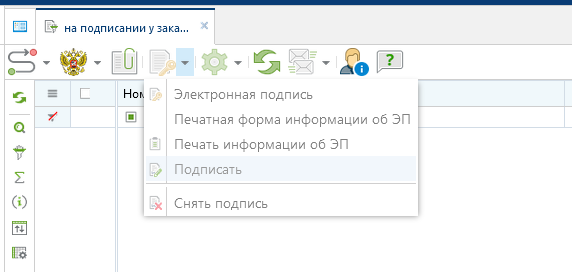 на подписании у зака...
Ном
Электронная подпись
Печатная форма информации об ЭП
Печать информации об ЭП
Подписать
Снять подпись